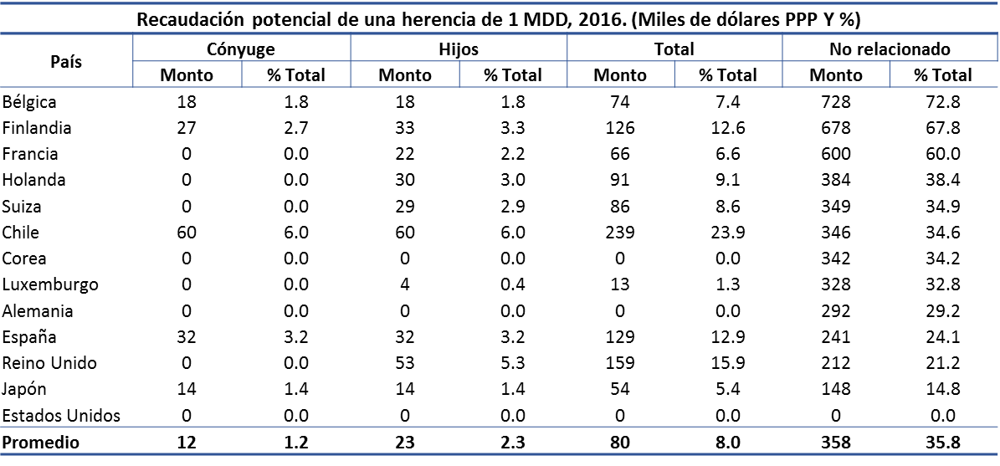 Recaudación potencial de una herencia de 1 MDD, 2016. (Miles de dólares PPP Y %)
País Cónyuge Hijos Total No relacionado
Monto % Total Monto % Total Monto % Total Monto % Total
Bélgica 18 1.8 18 1.8 74 7.4 728 72.8
Finlandia 27 2.7 33 3.3 126 12.6 678 67.8
Francia 0 0.0 22 2.2 66 6.6 600 60.0
Holanda 0 0.0 30 3.0 91 9.1 384 38.4
Suiza 0 0.0 29 2.9 86 8.6 349 34.9
Chile 60 6.0 60 6.0 239 23.9 346 34.6
Corea 0 0.0 0 0.0 0 0.0 342 34.2
Luxemburgo 0 0.0 4 0.4 13 1.3 328 32.8
Alemania 0 0.0 0 0.0 0 0.0 292 29.2
España 32 3.2 32 3.2 129 12.9 241 24.1
Reino Unido 0 0.0 53 5.3 159 15.9 212 21.2
Japón 14 1.4 14 1.4 54 5.4 148 14.8
Estados Unidos 0 0.0 0 0.0 0 0.0 0 0.0
Promedio 12 1.2 23 2.3 80 8.0 358 35.8